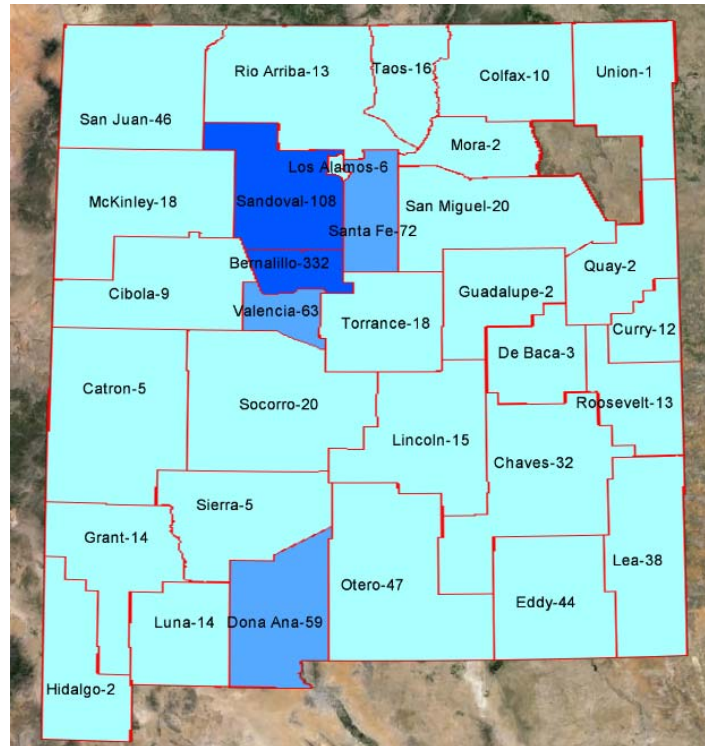 Rio Arriba-13
Taos-16
Colfax-10
Union-1
San Juan-46
Mora-2
Los Alamos-6
McKinley-18
Sandoval-108
San Miguel-20
Santa Fe-72
Quay-2
Bernalillo-332
Cibola-9
Guadalupe-2
Valencia-63
Torrance-18
Curry-12
De Baca-3
Catron-5
Socorro-20
Roosevelt-13
Lincoln-15
Chaves-32
Sierra-5
Grant-14
Lea-38
Otero-47
Eddy-44
Luna-14
Dona Ana-59
Hidalgo-2